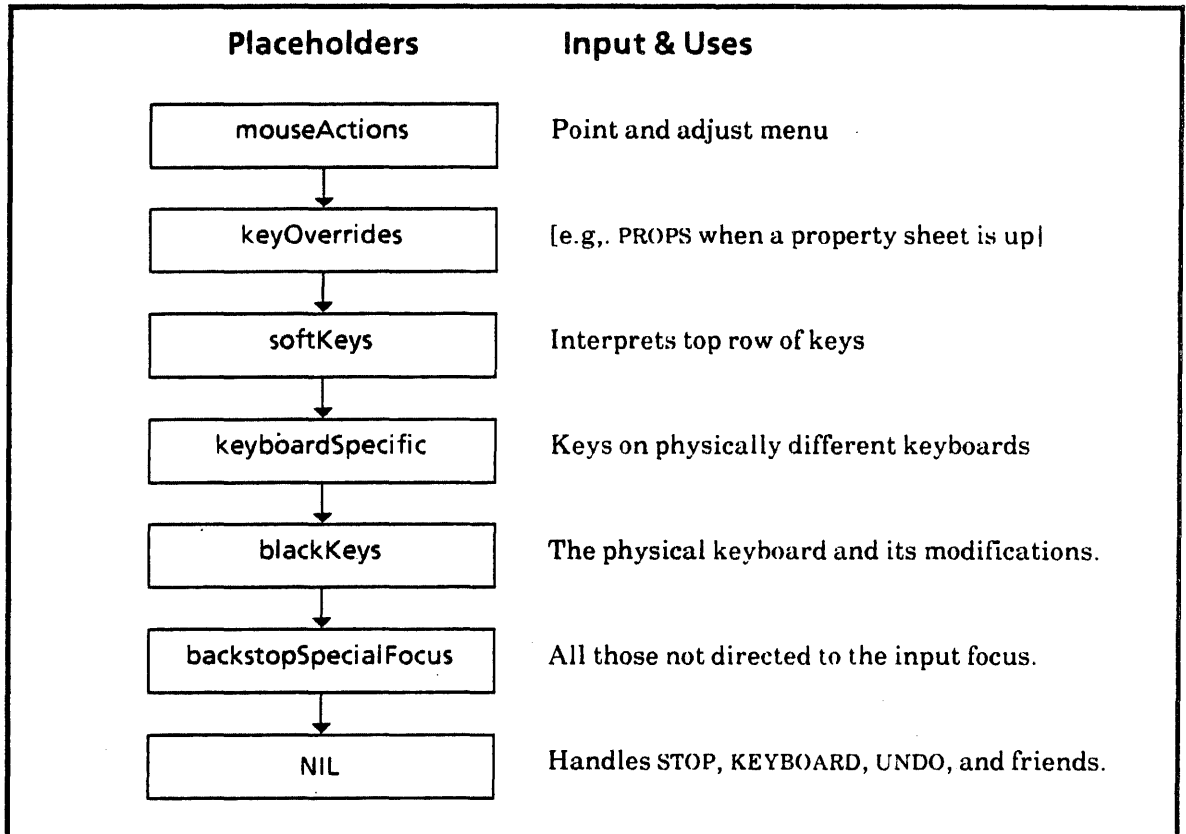 Placeholders Input & Uses
mouseActions Point and adjust menu
keyOverrides [e.g,. PROPS when a property sheet is up]
softKeys Interprets top row of keys
keyboardSpecific Keys on physically different keyboards
blackKeys The physical keyboard and its modifications.
backstopSpecialFocus All those not directed to the input focus.
NIL Handles STOP, KEYBOARD, UNDO, and friends.